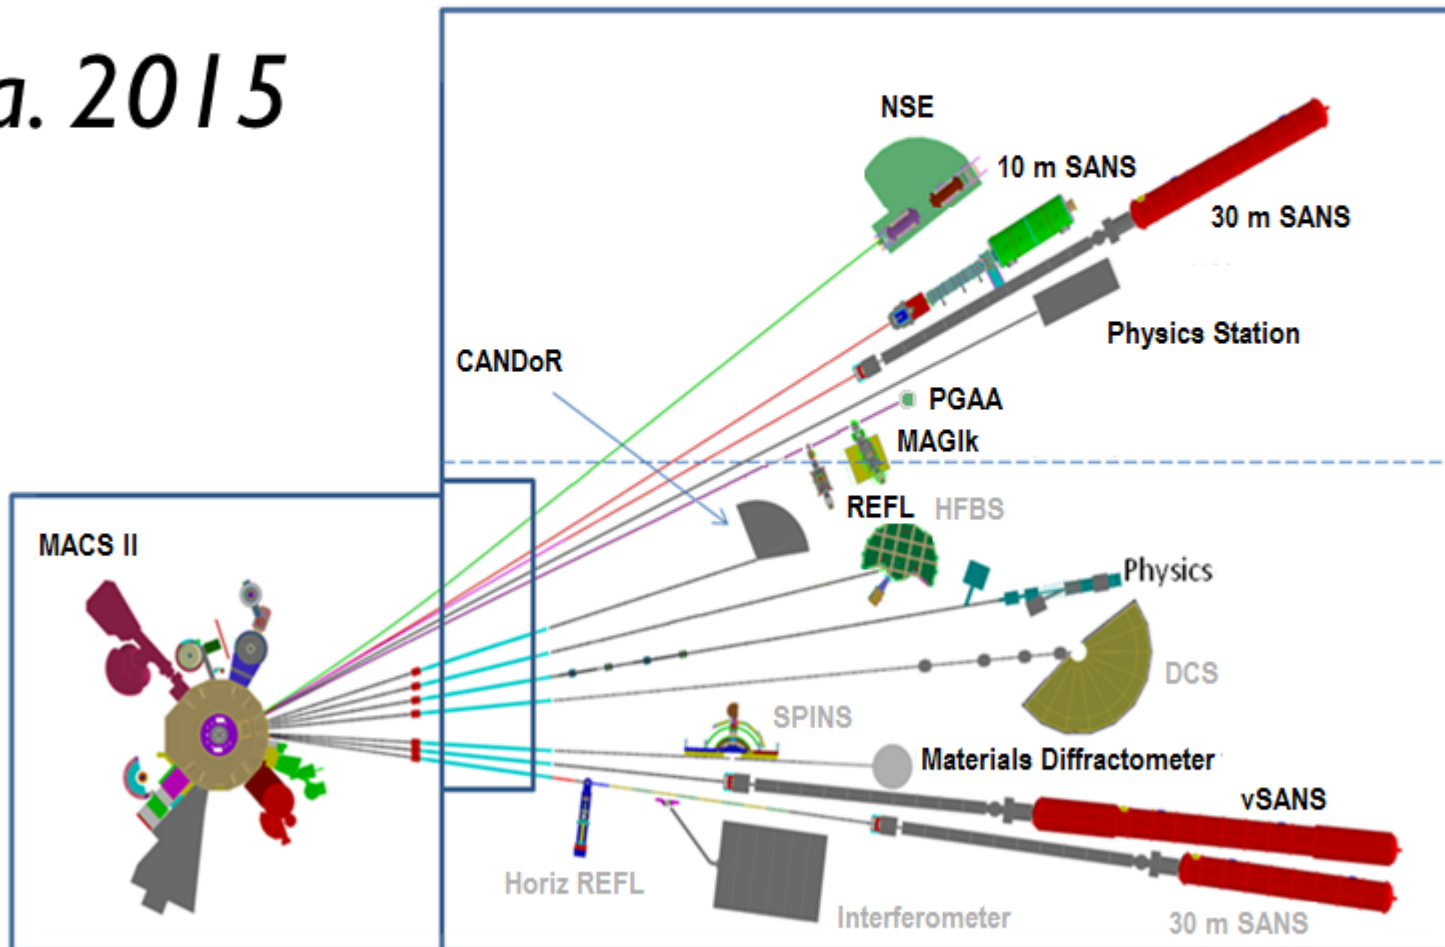 a. 2015
NSE
10 m SANS
30 m SANS
Physics Station
CANDoR
PGAA
MAGIk
REFL
HFBS
MACS II
Physics
DCS
SPINS
Materials Diffractometer
vSANS
Horiz REFL
Interferometer
30 m SANS